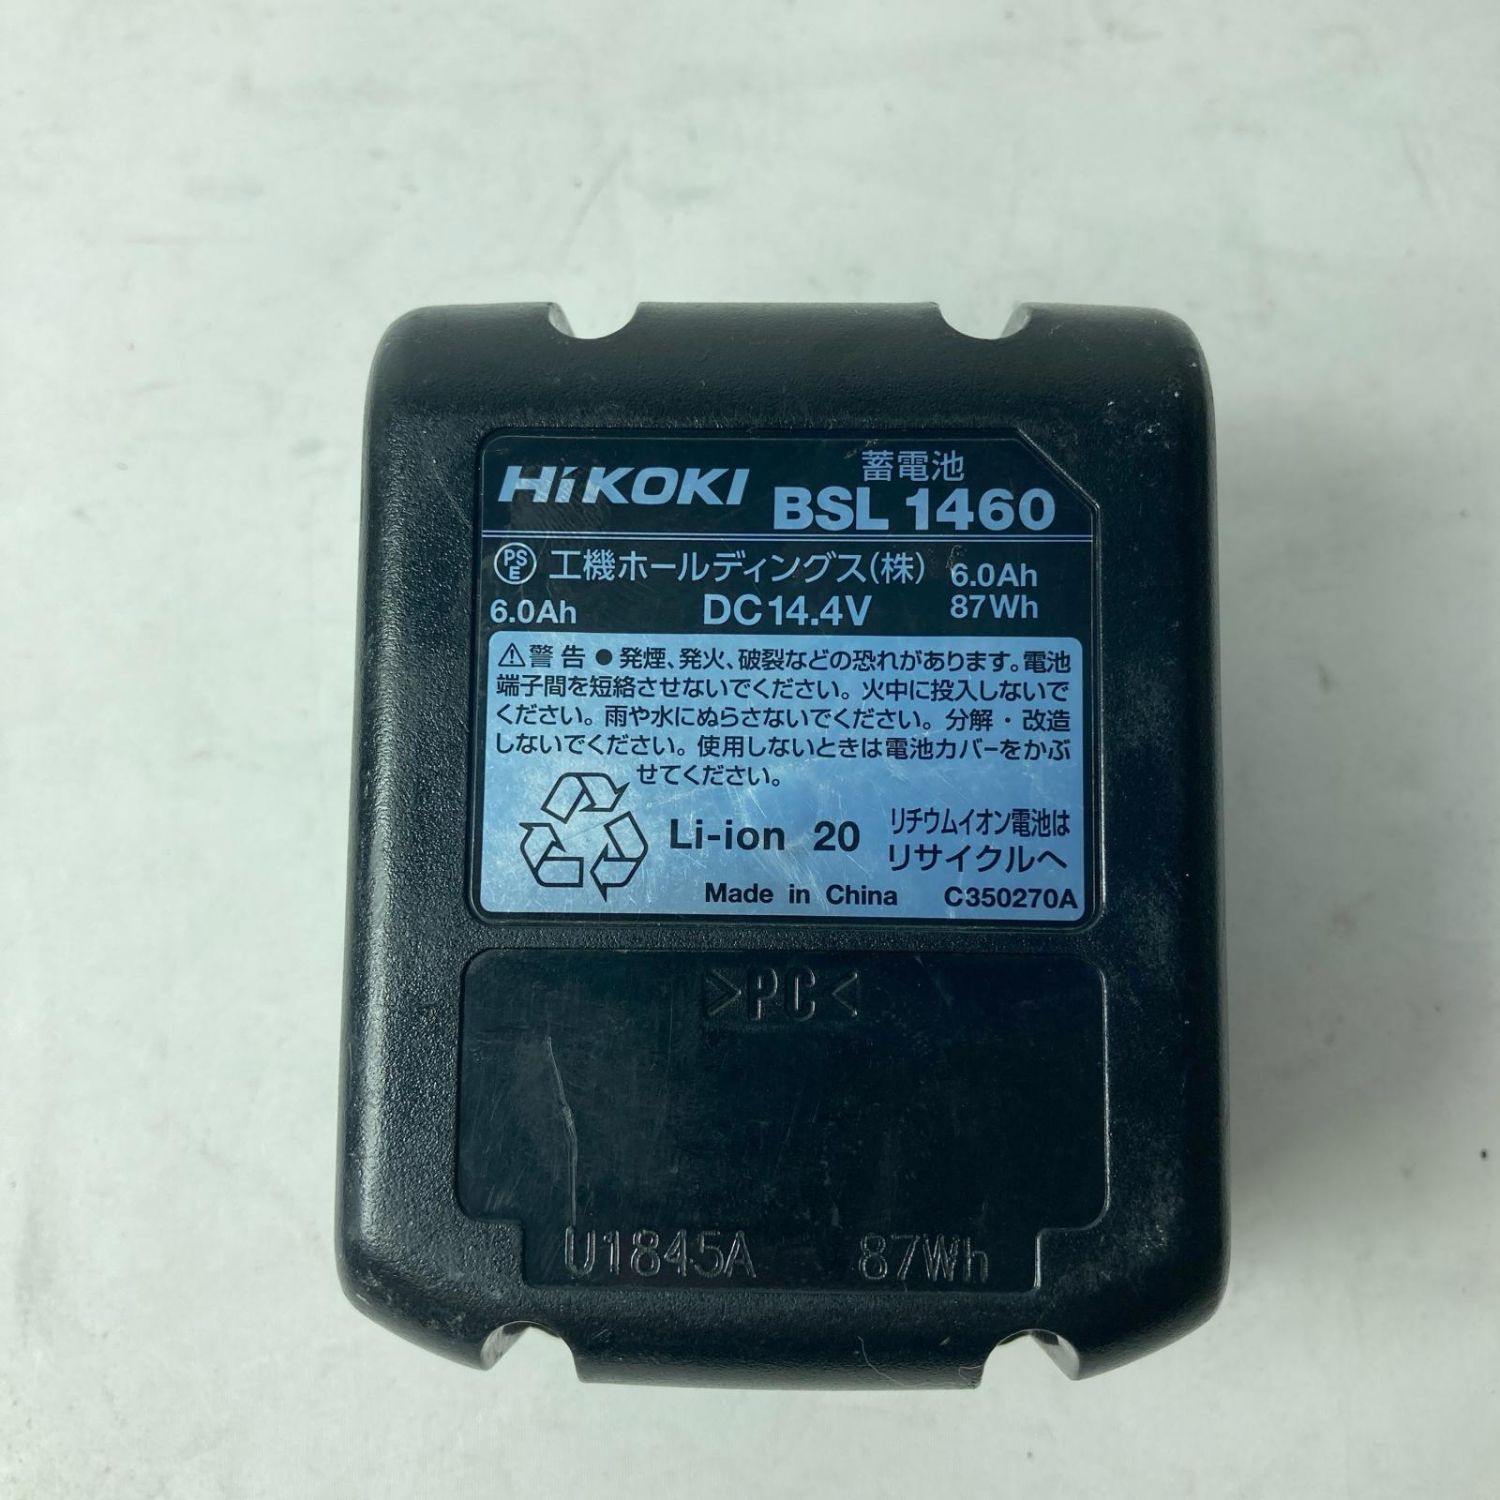 HiKOKI 蓄電池
BSL 1460
PSE 工機ホールディングス(株) 6.0Ah
6.0Ah DC14.4V 87Wh
⚠警告 ●発煙、発火、破裂などの恐れがあります。電池
端子間を短絡させないでください。火中に投入しないで
ください。雨や水にぬらさないでください。分解・改造
しないでください。使用しないときは電池カバーをかぶ
せてください。
Li-ion 20 リチウムイオン電池は
リサイクルへ
Made in China C350270A
>PC<
U1845A 87Wh